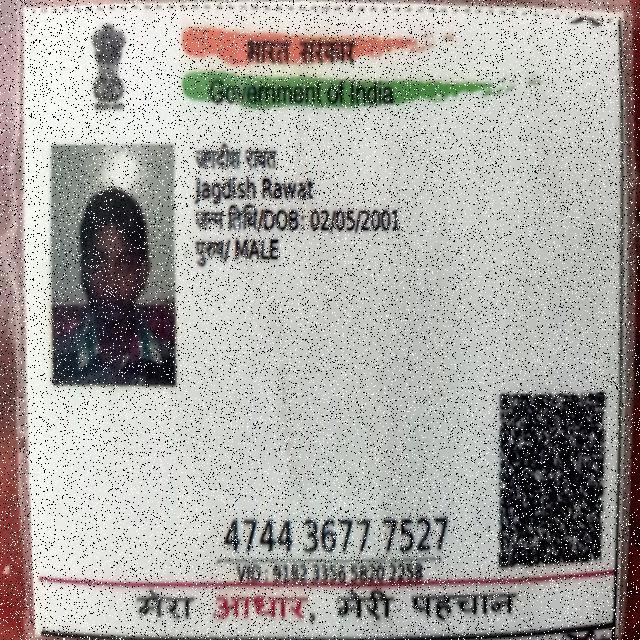 भारत सरकार
Government of India
जगदीश रावत
Jagdish Rawat
जन्म तिथि/DOB: 02/05/2001
पुरुष/ MALE
4744 3677 7527
VID :
मेरा आधार, मेरी पहचान